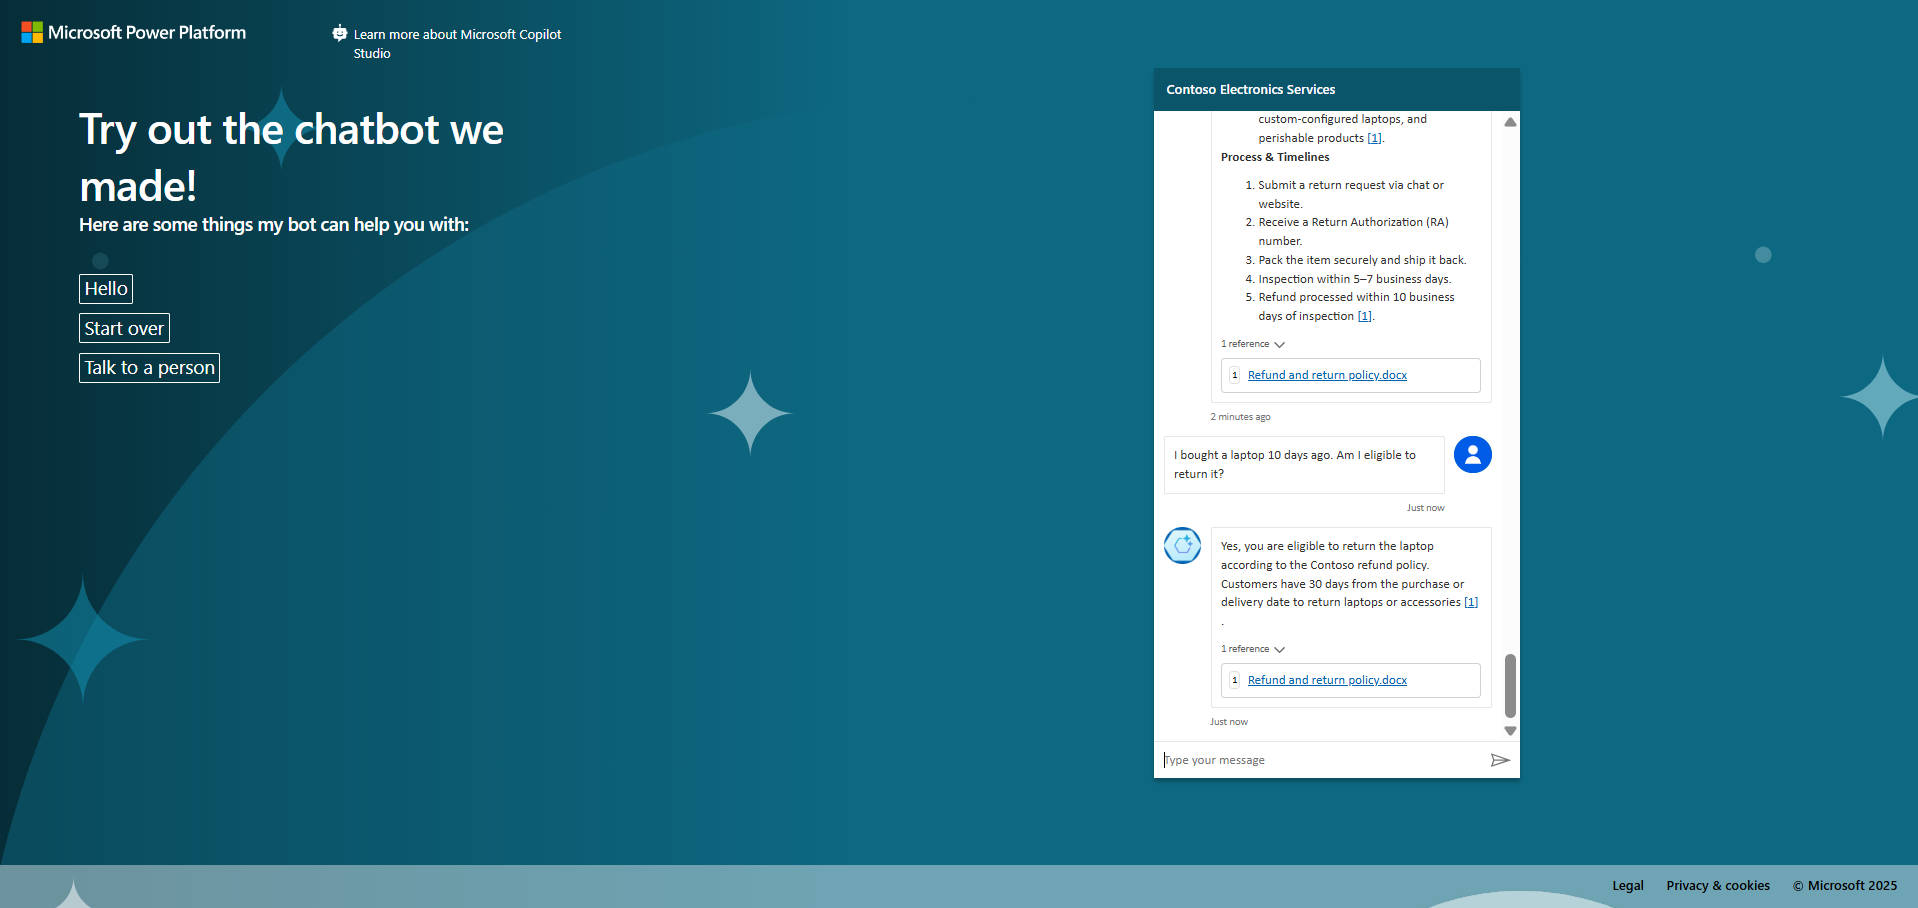 Microsoft Power Platform
Learn more about Microsoft Copilot
Studio
Try out the chatbot we
made!
Here are some things my bot can help you with:
Hello
Start over
Talk to a person
Contoso Electronics Services
custom-configured laptops, and
perishable products [1].
Process & Timelines
1. Submit a return request via chat or
website.
2. Receive a Return Authorization (RA)
number.
3. Pack the item securely and ship it back.
4. Inspection within 5–7 business days.
5. Refund processed within 10 business
days of inspection [1].
1 reference
1 Refund and return policy.docx
2 minutes ago
I bought a laptop 10 days ago. Am I eligible to
return it?
Just now
Yes, you are eligible to return the laptop
according to the Contoso refund policy.
Customers have 30 days from the purchase or
delivery date to return laptops or accessories [1]
.
1 reference
1 Refund and return policy.docx
Just now
Type your message
Legal Privacy & cookies © Microsoft 2025